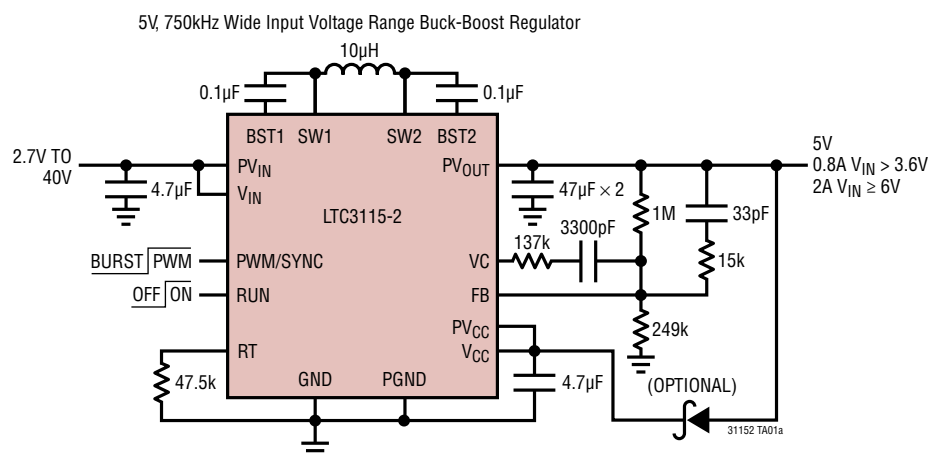 5V, 750kHz Wide Input Voltage Range Buck-Boost Regulator
10µH
0.1µF
0.1µF
BST1 SW1 SW2 BST2
2.7V TO
40V
PVIN
PVOUT
5V
0.8A VIN > 3.6V
2A VIN ≥ 6V
4.7µF
VIN
47µF × 2
1M
33pF
LTC3115-2
3300pF
137k
15k
BURST PWM
PWM/SYNC
VC
OFF ON
RUN
FB
249k
PVCC
RT
VCC
47.5k
GND
PGND
4.7µF
(OPTIONAL)
31152 TA01a